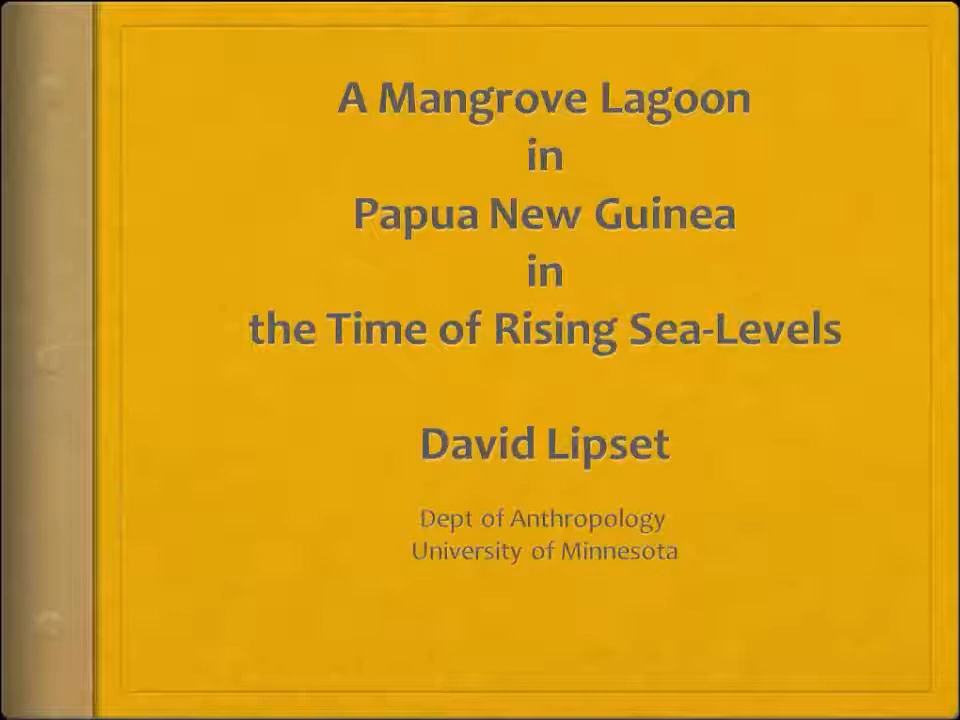 A Mangrove Lagoon
in
Papua New Guinea
in
the Time of Rising Sea-Levels
David Lipset
Dept of Anthropology
University of Minnesota